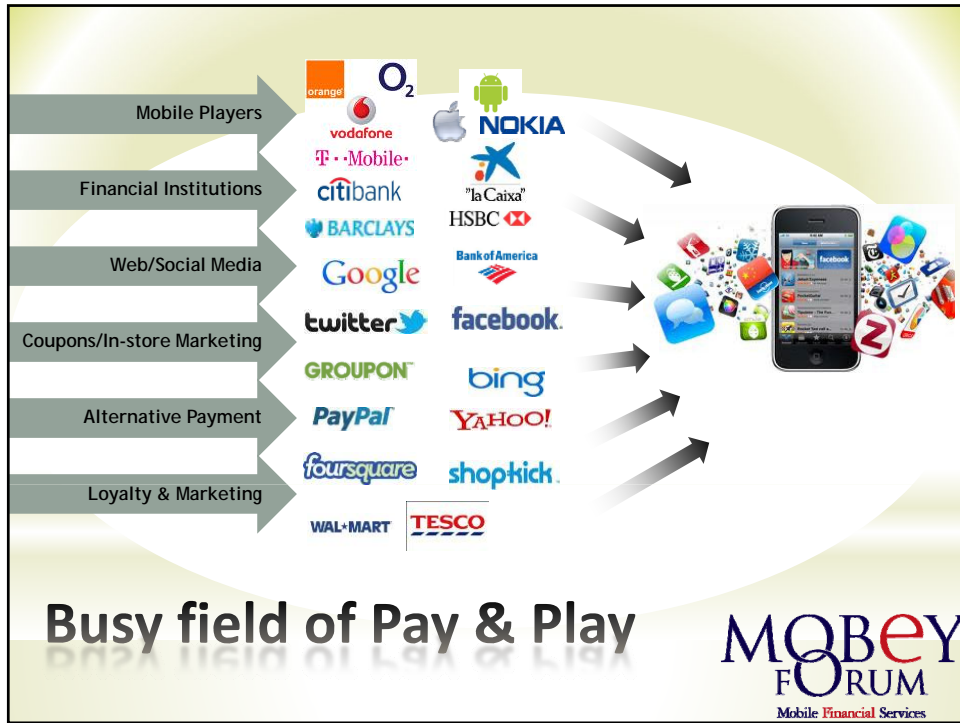 orange
O2
Mobile Players
vodafone
NOKIA
T··Mobile·
Financial Institutions
citibank
"la Caixa"
BARCLAYS
HSBC
Web/Social Media
Google
Bank of America
twitter
facebook.
Coupons/In-store Marketing
GROUPON
bing
Alternative Payment
PayPal
YAHOO!
foursquare
shopkick
Loyalty & Marketing
WAL★MART
TESCO
facebook
Z
Busy field of Pay & Play
MOBEY
FORUM
Mobile Financial Services